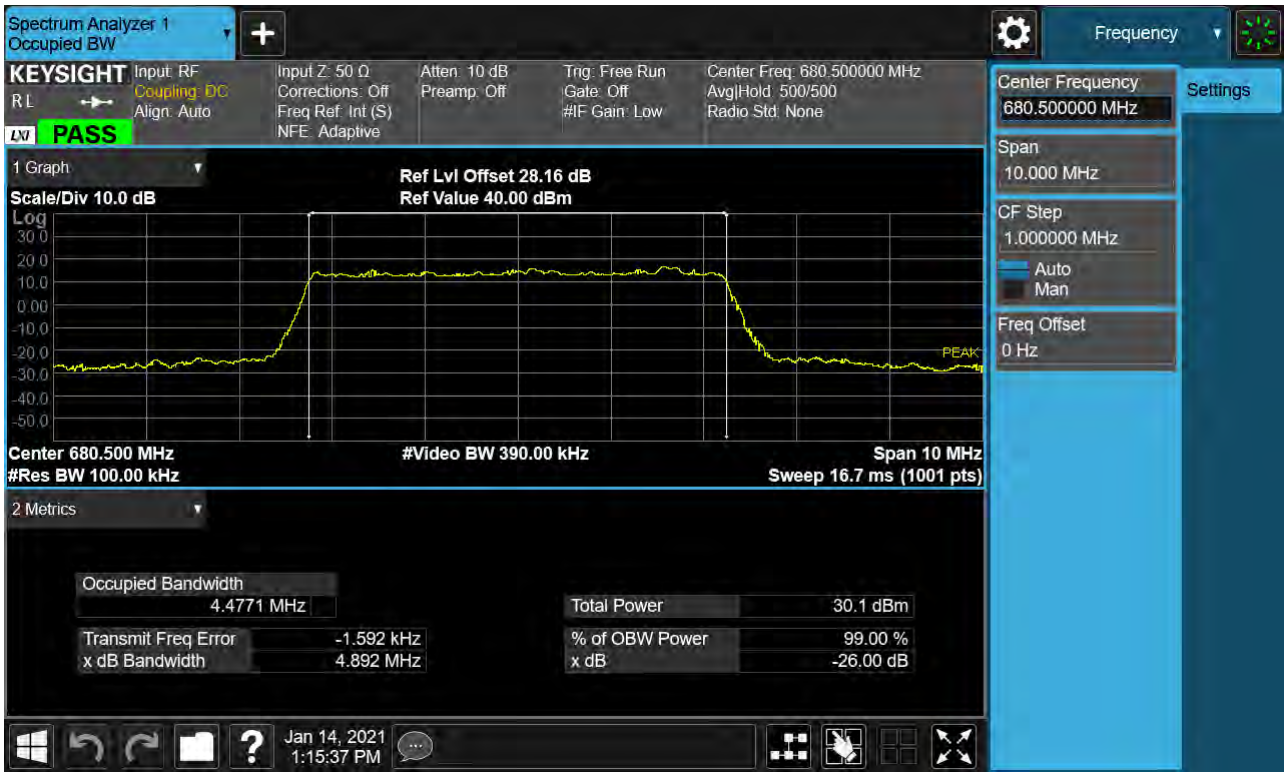 Spectrum Analyzer 1
Occupied BW
+
Frequency
KEYSIGHT
RL
LXI PASS
Input: RF
Coupling: DC
Align: Auto
Input Z: 50 Ω
Corrections: Off
Freq Ref: Int (S)
NFE: Adaptive
Atten: 10 dB
Preamp: Off
Trig: Free Run
Gate: Off
#IF Gain: Low
Center Freq: 680.500000 MHz
Avg|Hold: 500/500
Radio Std: None
Center Frequency
680.500000 MHz
Settings
Span
10.000 MHz
CF Step
1.000000 MHz
Auto
Man
Freq Offset
0 Hz
1 Graph
Scale/Div 10.0 dB
Ref Lvl Offset 28.16 dB
Ref Value 40.00 dBm
Log
30.0
20.0
10.0
0.00
-10.0
-20.0
-30.0
-40.0
-50.0
PEAK
Center 680.500 MHz
#Video BW 390.00 kHz
Span 10 MHz
#Res BW 100.00 kHz
Sweep 16.7 ms (1001 pts)
2 Metrics
Occupied Bandwidth
4.4771 MHz
Total Power 30.1 dBm
Transmit Freq Error -1.592 kHz
% of OBW Power 99.00 %
x dB Bandwidth 4.892 MHz
x dB -26.00 dB
?
Jan 14, 2021
1:15:37 PM